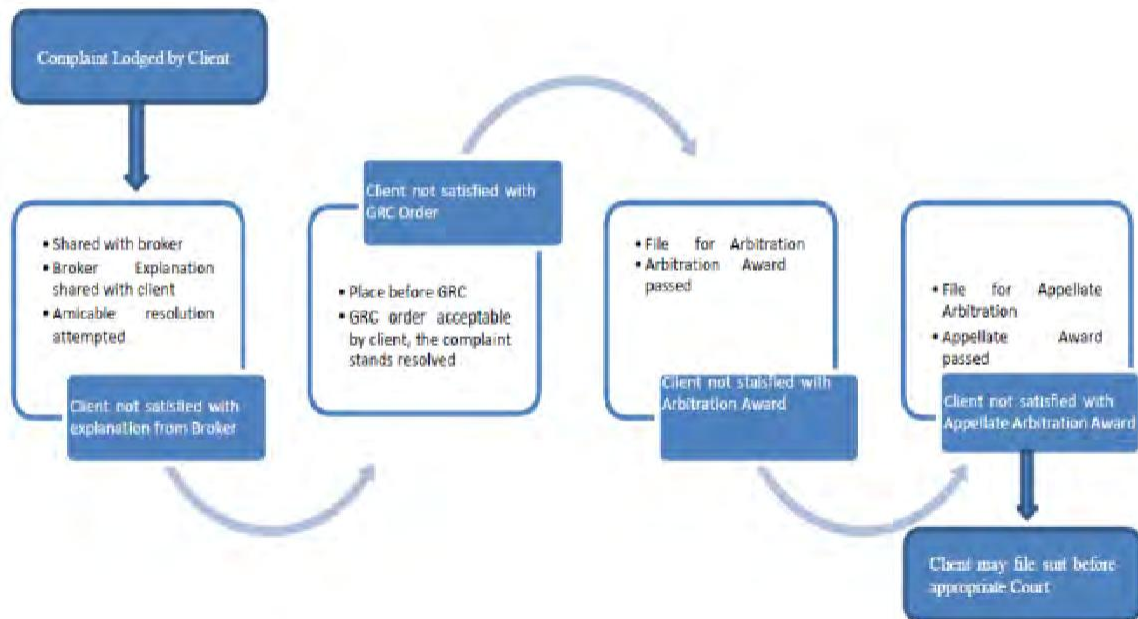 Complaint Lodged by Client
• Shared with broker
• Broker Explanation
shared with client
• Amicable resolution
attempted
Client not satisfied with
explanation from Broker
Client not satisfied with
GRC Order
• Place before GRC
• GRC order acceptable
by client, the complaint
stands resolved
• File for Arbitration
• Arbitration Award
passed
Client not staisfied with
Arbitration Award
• File for Appellate
Arbitration
• Appellate Award
passed
Client not satisfied with
Appellate Arbitration Award
Client may file suit before
appropriate Court